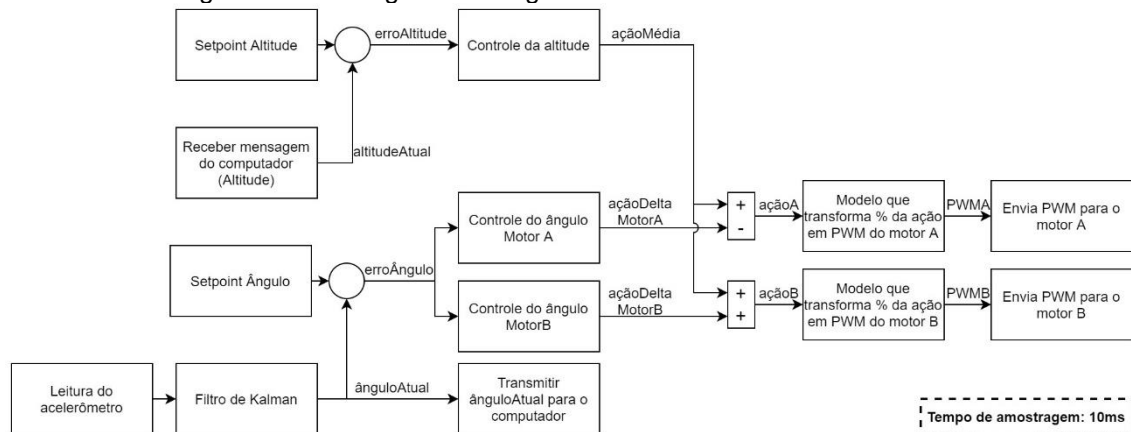 Setpoint Altitude
erroAltitude
Controle da altitude
açãoMédia
Receber mensagem
do computador
(Altitude)
altitudeAtual
Controle do ângulo
Motor A
açãoDelta
MotorA
+
-
açãoA
Modelo que
transforma % da ação
em PWM do motor A
PWMA
Envia PWM para o
motor A
Setpoint Ângulo
erroÂngulo
Controle do ângulo
MotorB
açãoDelta
MotorB
+
+
açãoB
Modelo que
transforma % da ação
em PWM do motor B
PWMB
Envia PWM para o
motor B
Leitura do
acelerômetro
Filtro de Kalman
ânguloAtual
Transmitir
ânguloAtual para o
computador
Tempo de amostragem: 10ms